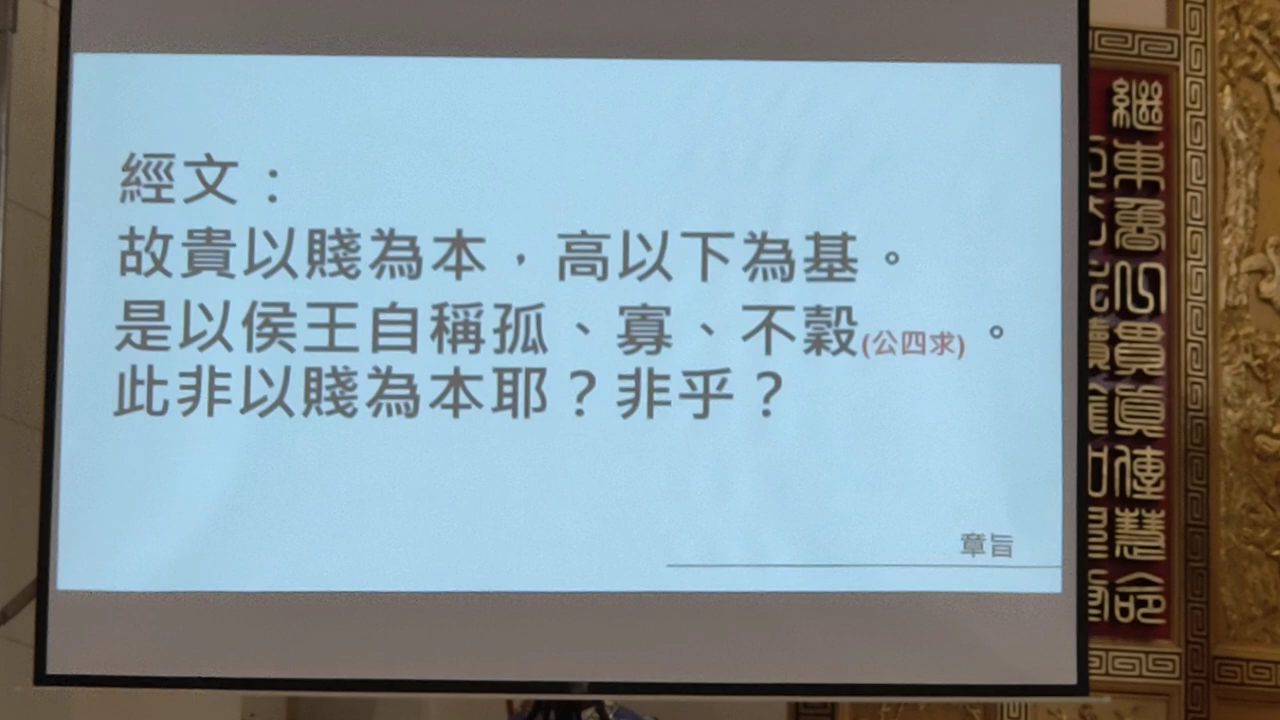 經文：
故貴以賤為本，高以下為基。
是以侯王自稱孤、寡、不穀(公四求)。
此非以賤為本耶？非乎？
章旨